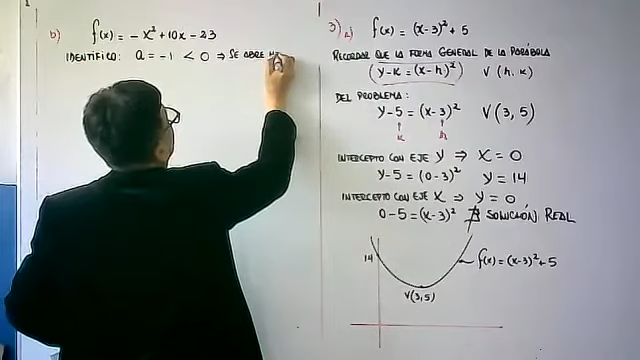 b) f(x) = -x² + 10x - 23
IDENTIFICO: a = -1 < 0 ⇒ SE ABRE
3) a) f(x) = (x-3)² + 5
RECORDAR QUE LA FORMA GENERAL DE LA PARÁBOLA
(y-k = (x-h)²) V(h,k)
DEL PROBLEMA:
y-5 = (x-3)² V(3,5)
k h
INTERCEPTO CON EJE Y ⇒ X = 0
y-5 = (0-3)² y = 14
INTERCEPTO CON EJE X ⇒ y = 0
0-5 = (x-3)² ∄ SOLUCIÓN REAL
14
f(x) = (x-3)² + 5
V(3,5)